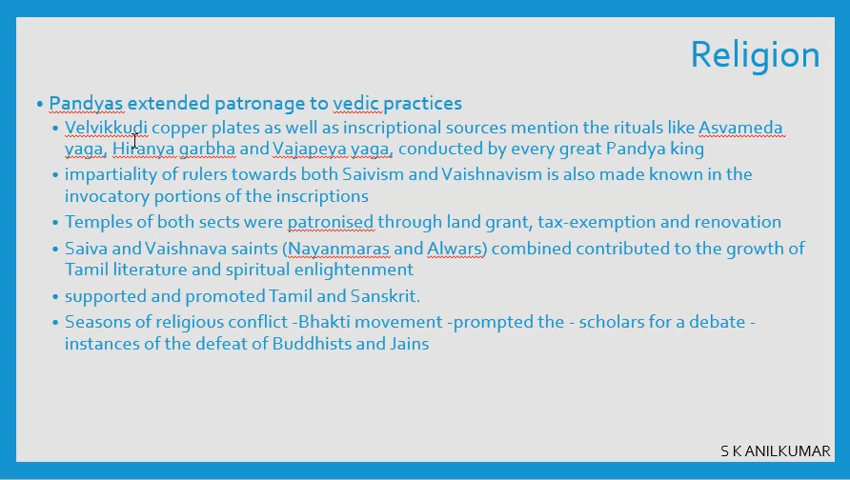 Religion
• Pandyas extended patronage to vedic practices
• Velvikkudi copper plates as well as inscriptional sources mention the rituals like Asvameda
yaga, Hiranya garbha and Vajapeya yaga, conducted by every great Pandya king
• impartiality of rulers towards both Saivism and Vaishnavism is also made known in the
invocatory portions of the inscriptions
• Temples of both sects were patronised through land grant, tax-exemption and renovation
• Saiva and Vaishnava saints (Nayanmaras and Alwars) combined contributed to the growth of
Tamil literature and spiritual enlightenment
• supported and promoted Tamil and Sanskrit.
• Seasons of religious conflict -Bhakti movement -prompted the - scholars for a debate -
instances of the defeat of Buddhists and Jains
S K ANILKUMAR